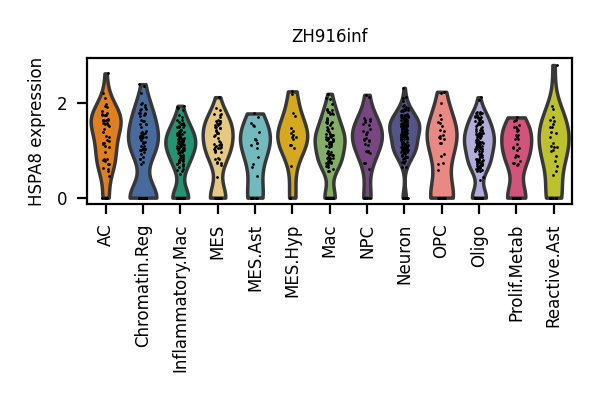 ZH916inf
HSPA8 expression
2
0
AC
Chromatin.Reg
Inflammatory.Mac
MES
MES.Ast
MES.Hyp
Mac
NPC
Neuron
OPC
Oligo
Prolif.Metab
Reactive.Ast